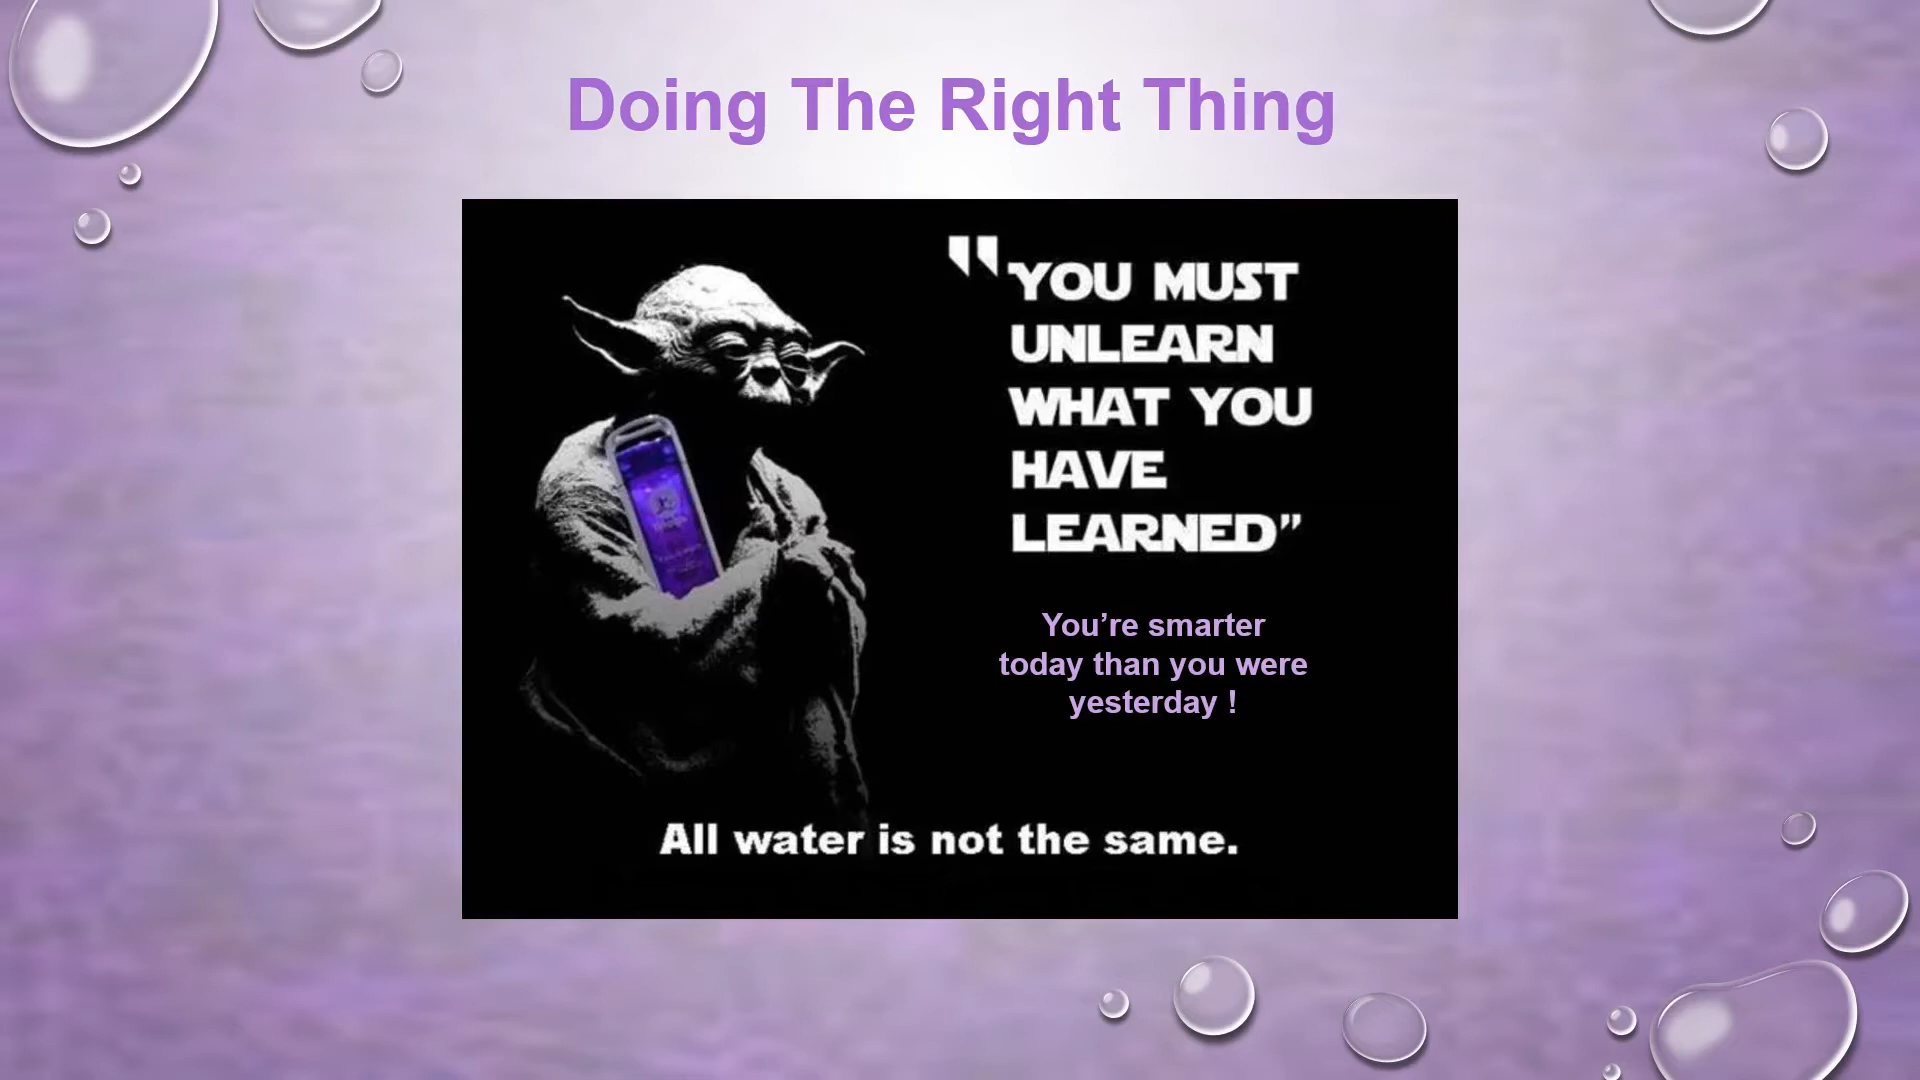 Doing The Right Thing
"YOU MUST
UNLEARN
WHAT YOU
HAVE
LEARNED”
You’re smarter
today than you were
yesterday !
All water is not the same.